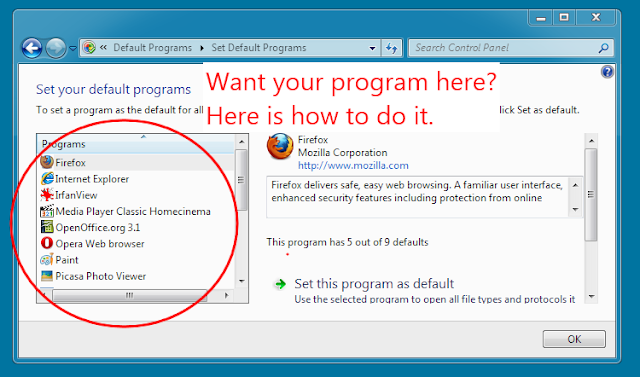 Default Programs Set Default Programs
Search Control Panel
Set your default programs
Want your program here?
To set a program as the default for all
Here is how to do it.
click Set as default.
Programs
Firefox
Internet Explorer
IrfanView
Media Player Classic Homecinema
OpenOffice.org 3.1
Opera Web browser
Paint
Picasa Photo Viewer
Firefox
Mozilla Corporation
http://www.mozilla.com
Firefox delivers safe, easy web browsing. A familiar user interface,
enhanced security features including protection from online
This program has 5 out of 9 defaults
Set this program as default
Use the selected program to open all file types and protocols it
OK